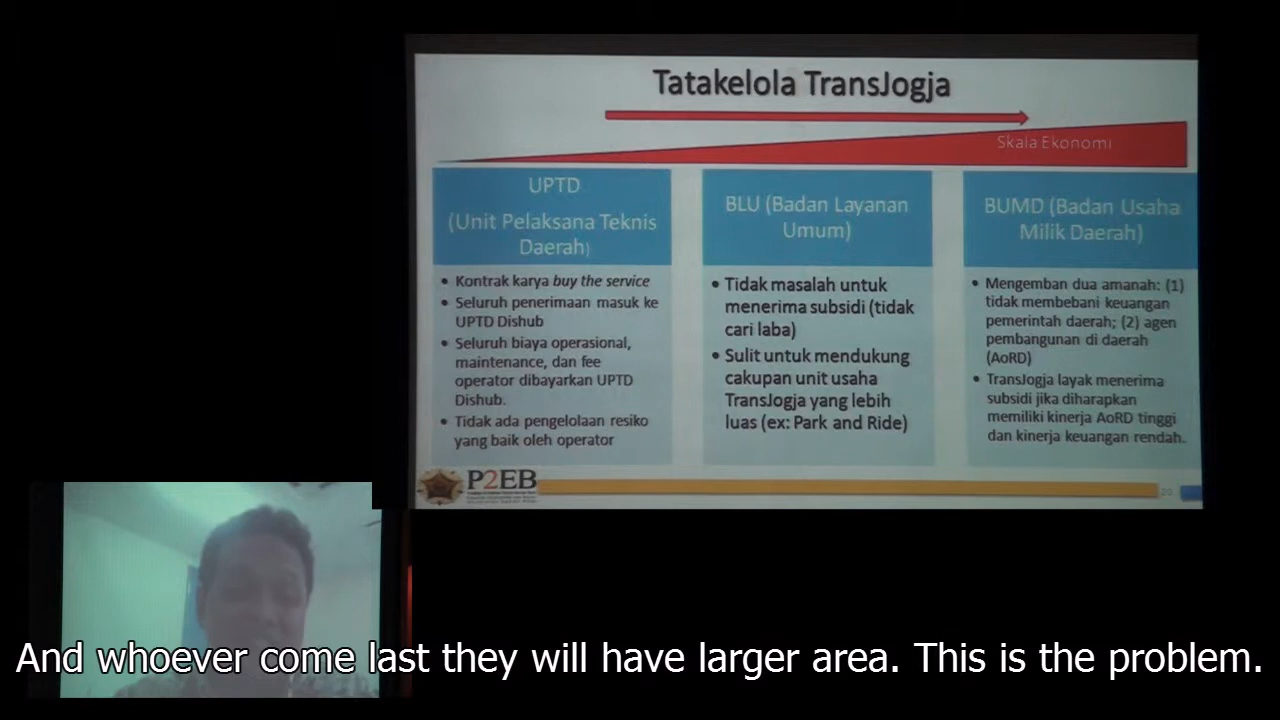 Tatakelola TransJogja
Skala Ekonomi
UPTD
(Unit Pelaksana Teknis
Daerah)
• Kontrak karya buy the service
• Seluruh penerimaan masuk ke
UPTD Dishub
• Seluruh biaya operasional,
maintenance, dan fee
operator dibayarkan UPTD
Dishub.
• Tidak ada pengelolaan resiko
yang baik oleh operator
BLU (Badan Layanan
Umum)
• Tidak masalah untuk
menerima subsidi (tidak
cari laba)
• Sulit untuk mendukung
cakupan unit usaha
TransJogja yang lebih
luas (ex: Park and Ride)
BUMD (Badan Usaha
Milik Daerah)
• Mengemban dua amanah: (1)
tidak membebani keuangan
pemerintah daerah; (2) agen
pembangunan di daerah
(AoRD)
• TransJogja layak menerima
subsidi jika diharapkan
memiliki kinerja AoRD tinggi
dan kinerja keuangan rendah.
P2EB
20
And whoever come last they will have larger area. This is the problem.